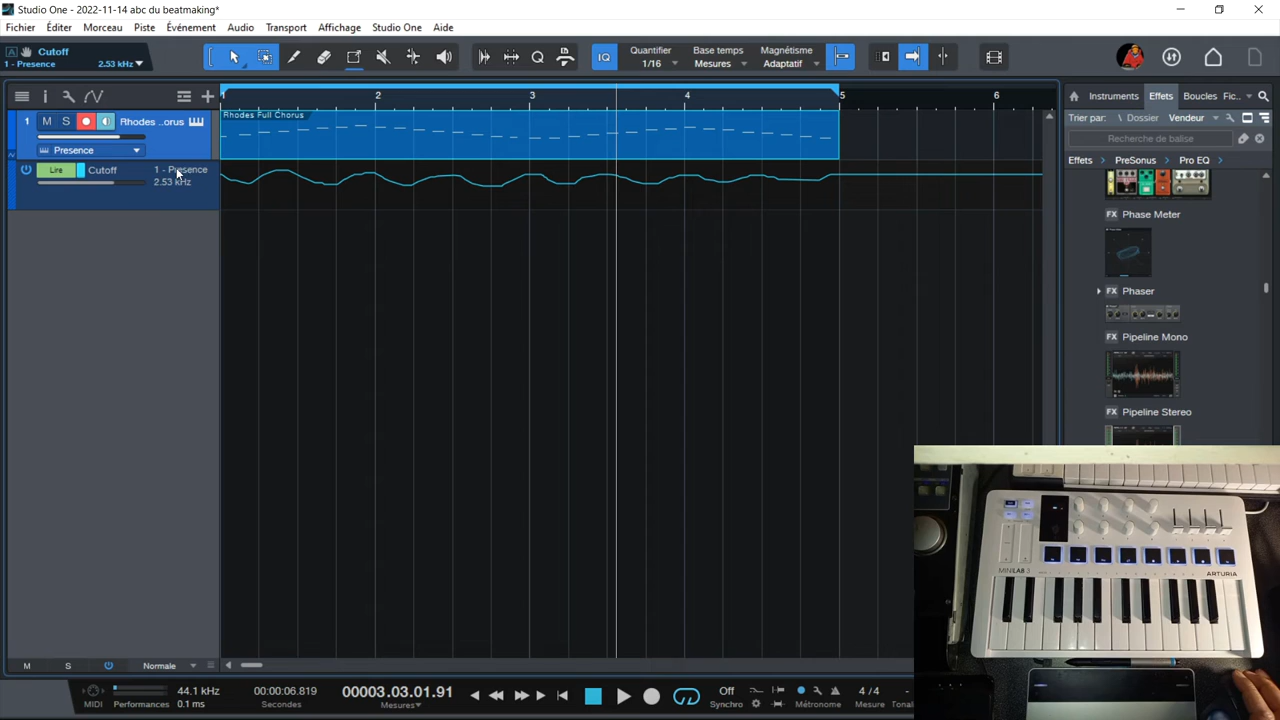 Studio One - 2022-11-14 abc du beatmaking*
Fichier Éditer Morceau Piste Événement Audio Transport Affichage Studio One Aide
Cutoff
1 - Presence 2.53 kHz
IQ
Quantifier
1/16
Base temps
Mesures
Magnétisme
Adaptatif
1 2 3 4 5 6
1 M S Rhodes ..orus
Presence
Lire Cutoff 1 - Presence
2.53 kHz
Rhodes Full Chorus
Instruments Effets Boucles Fic..
Trier par: Dossier Vendeur
Recherche de balise
Effets PreSonus Pro EQ
Phase Meter
FX Phaser
FX Pipeline Mono
FX Pipeline Stereo
MINILAB 3
ARTURIA
M S Normale
MIDI
Performances
44.1 kHz
0.1 ms
00:00:06.819
Secondes
00003.03.01.91
Mesures
Off
Synchro
Métronome
4 / 4
Mesure
-